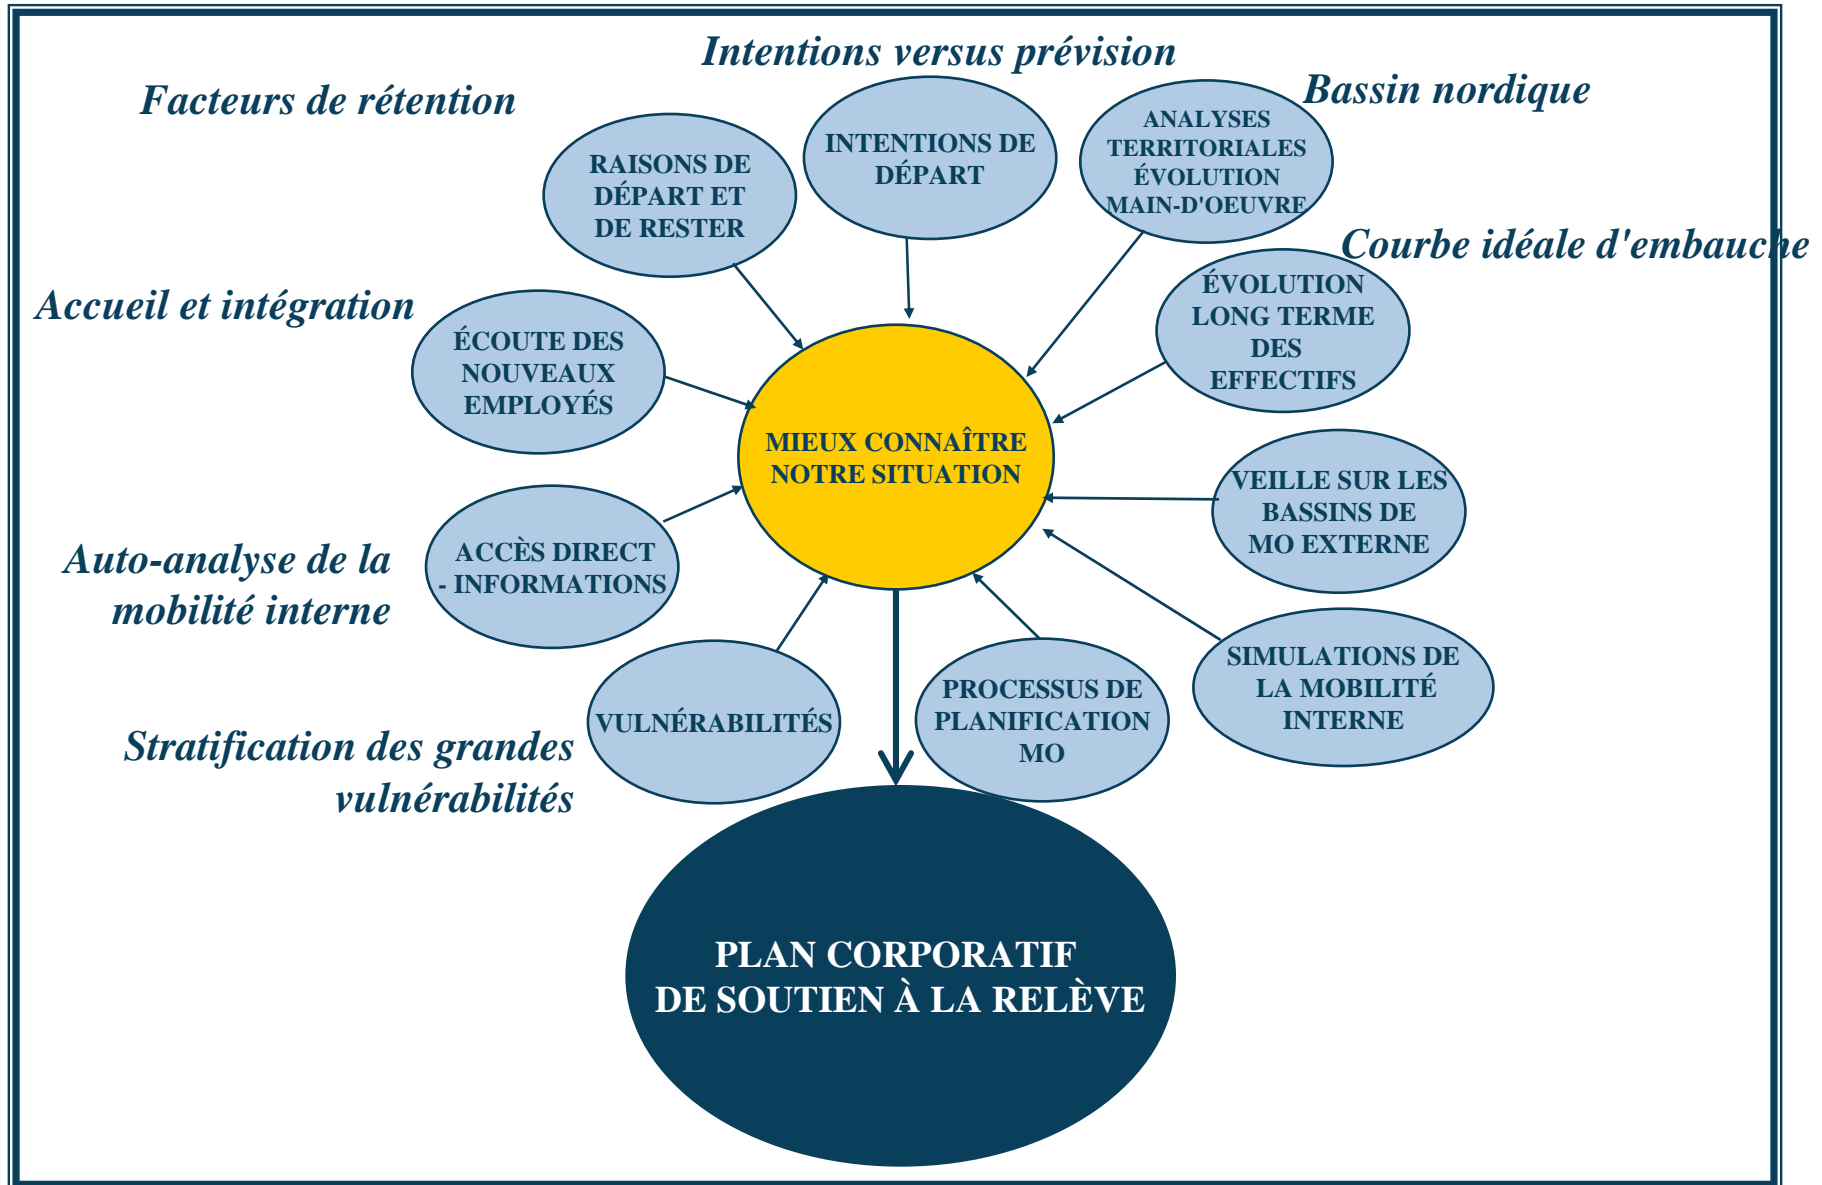 Intentions versus prévision
Facteurs de rétention
Bassin nordique
INTENTIONS DE
DÉPART
ANALYSES
TERRITORIALES
ÉVOLUTION
MAIN-D'OEUVRE
RAISONS DE
DÉPART ET
DE RESTER
Courbe idéale d'embauche
Accueil et intégration
ÉVOLUTION
LONG TERME
DES
EFFECTIFS
ÉCOUTE DES
NOUVEAUX
EMPLOYÉS
MIEUX CONNAÎTRE
NOTRE SITUATION
VEILLE SUR LES
BASSINS DE
MO EXTERNE
Auto-analyse de la
mobilité interne
ACCÈS DIRECT
- INFORMATIONS
SIMULATIONS DE
LA MOBILITÉ
INTERNE
VULNÉRABILITÉS
PROCESSUS DE
PLANIFICATION
MO
Stratification des grandes
vulnérabilités
PLAN CORPORATIF
DE SOUTIEN À LA RELÈVE